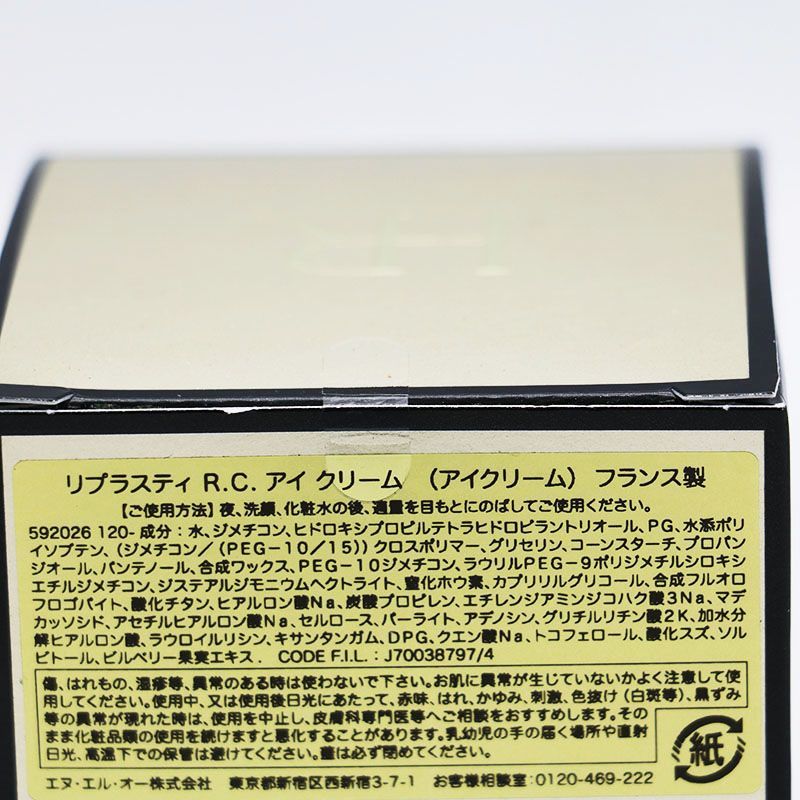 HR
リプラスティ R.C. アイ クリーム （アイクリーム） フランス製
【ご使用方法】夜、洗顔、化粧水の後、適量を目もとにのばしてご使用ください。
592026 120- 成分：水、ジメチコン、ヒドロキシプロピルテトラヒドロピラントリオール、PG、水添ポリ
イソブテン、（ジメチコン／（PEG-10／15））クロスポリマー、グリセリン、コーンスターチ、プロパン
ジオール、パンテノール、合成ワックス、PEG-10ジメチコン、ラウリルPEG-9ポリジメチルシロキシ
エチルジメチコン、ジステアルジモニウムヘクトライト、窒化ホウ素、カプリリルグリコール、合成フルオロ
フロゴパイト、酸化チタン、ヒアルロン酸Na、炭酸プロピレン、エチレンジアミンジコハク酸3Na、マデ
カッソシド、アセチルヒアルロン酸Na、セルロース、パーライト、アデノシン、グリチルリチン酸2K、加水分
解ヒアルロン酸、ラウロイルリシン、キサンタンガム、DPG、クエン酸Na、トコフェロール、酸化スズ、ソル
ビトール、ビルベリー果実エキス． CODE F.I.L.：J70038797/4
傷、はれもの、湿疹等、異常のある時は使わないで下さい。お肌に異常が生じていないかよく注意して使
用してください。使用中、又は使用後日光にあたって、赤味、はれ、かゆみ、刺激、色抜け（白斑等）、黒ずみ
等の異常が現れた時は、使用を中止し、皮膚科専門医等へご相談をおすすめします。その
まま化粧品類の使用を続けますと悪化することがあります。乳幼児の手の届く場所や直射
日光、高温下での保管は避けてください。蓋は必ず閉めてください。
紙
エヌ・エル・オー株式会社 東京都新宿区西新宿3-7-1 お客様相談室：0120-469-222